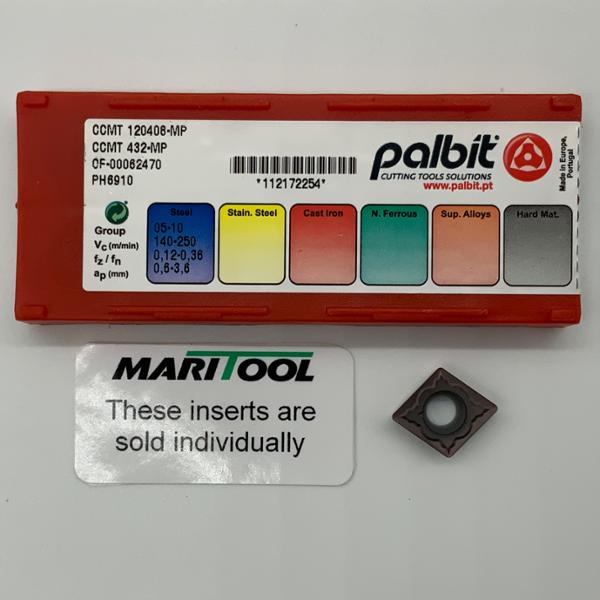 CCMT 120408-MP
CCMT 432-MP
OF-00062470
PH6910
*112172254*
palbit
CUTTING TOOLS SOLUTIONS
www.palbit.pt
Made in Europe,
Portugal
Group
Vc (m/min)
fz / fn
ap (mm)
Steel
05-10
140-250
0,12-0,36
0,6-3,6
Stain. Steel
Cast Iron
N. Ferrous
Sup. Alloys
Hard Mat.
MARITOOL
These inserts are
sold individually